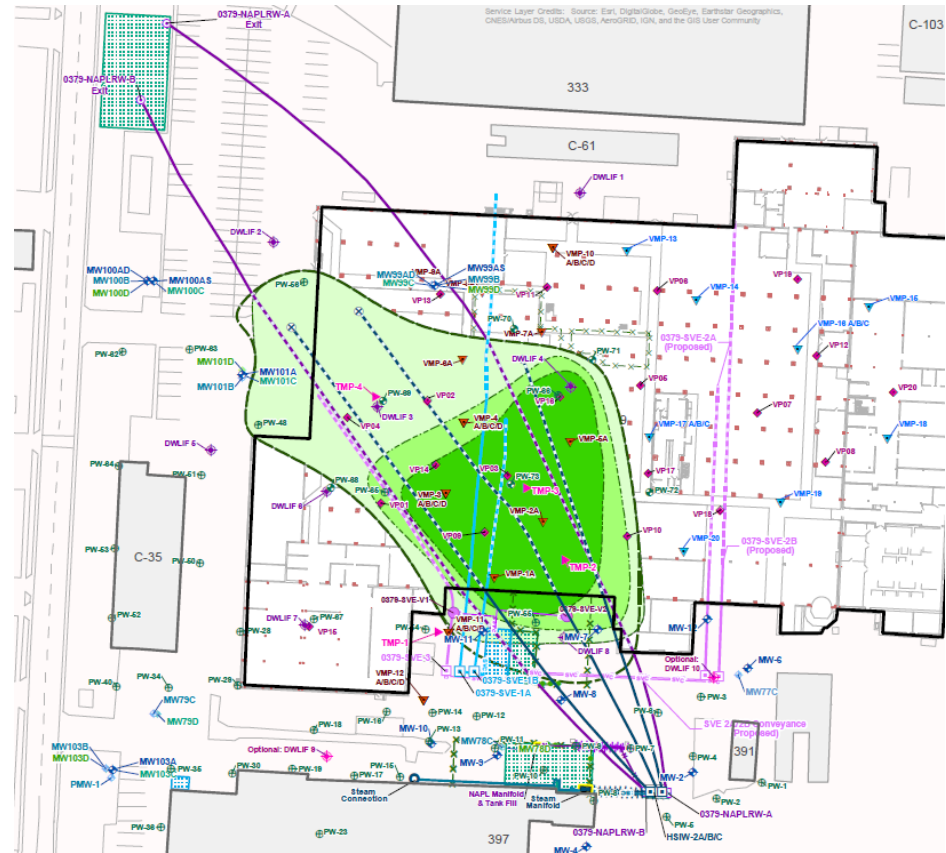 Service Layer Credits: Source: Esri, DigitalGlobe, GeoEye, Earthstar Geographics,
CNES/Airbus DS, USDA, USGS, AeroGRID, IGN, and the GIS User Community
0379-NAPLRW-A
Exit
C-103
0379-NAPLRW-B
Exit
333
C-61
DWLIF 1
DWLIF 2
VMP-10
A/B/C/D
VMP-13
MW100AD
MW100AS
MW100B
MW100C
MW100D
PW-58
MW99AD
MW99AS
MW99B
MW99C
MW99D
VP13
VP11
VP06
VMP-14
VP19
VMP-15
PW-70
VMP-7A
0379-SVE-2A
(Proposed)
VMP-16 A/B/C
VP12
PW-62
PW-63
MW101D
MW101A
MW101B
MW101C
VMP-6A
DWLIF 4
PW-71
TMP-4
PW-69
VP02
DWLIF 3
VP04
VP05
VP20
VP07
VMP-4
A/B/C/D
PW-48
VMP-5A
VMP-17 A/B/C
VMP-18
DWLIF 5
PW-64
PW-51
VP14
VP03
PW-73
TMP-3
VP17
PW-72
VP08
PW-68
DWLIF 6
VP01
VMP-3
A/B/C/D
VMP-2A
VMP-19
VP18
VP09
VP10
C-35
PW-53
PW-50
0379-SVE-2B
(Proposed)
VMP-20
TMP-2
VMP-1A
PW-52
0379-SVE-V1
0379-SVE-V2
DWLIF 7
PW-67
VP15
PW-28
TMP-1
VMP-11
A/B/C/D
MW-11
MW-7
MW-12
DWLIF 8
0379-SVE-3
0379-SVE-1B
0379-SVE-1A
Optional:
DWLIF 10
MW-6
MW77C
PW-40
PW-34
MW79C
MW79D
VMP-12
A/B/C/D
MW-8
PW-3
PW-18
PW-14
PW-12
MW-10
PW-13
SVE 2A/2B Conveyance
(Proposed)
MW78C
PW-11
MW-9
PW-7
PW-4
391
MW103B
MW103D
MW103A
MW103C
PMW-1
PW-35
PW-30
PW-19
Optional: DWLIF 9
PW-17
PW-15
PW-10
MW-2
PW-1
PW-2
Steam
Connection
NAPL Manifold
& Tank Fill
Steam
Manifold
0379-NAPLRW-A
PW-5
0379-NAPLRW-B
HSIW-2A/B/C
PW-36
PW-23
397
MW-4